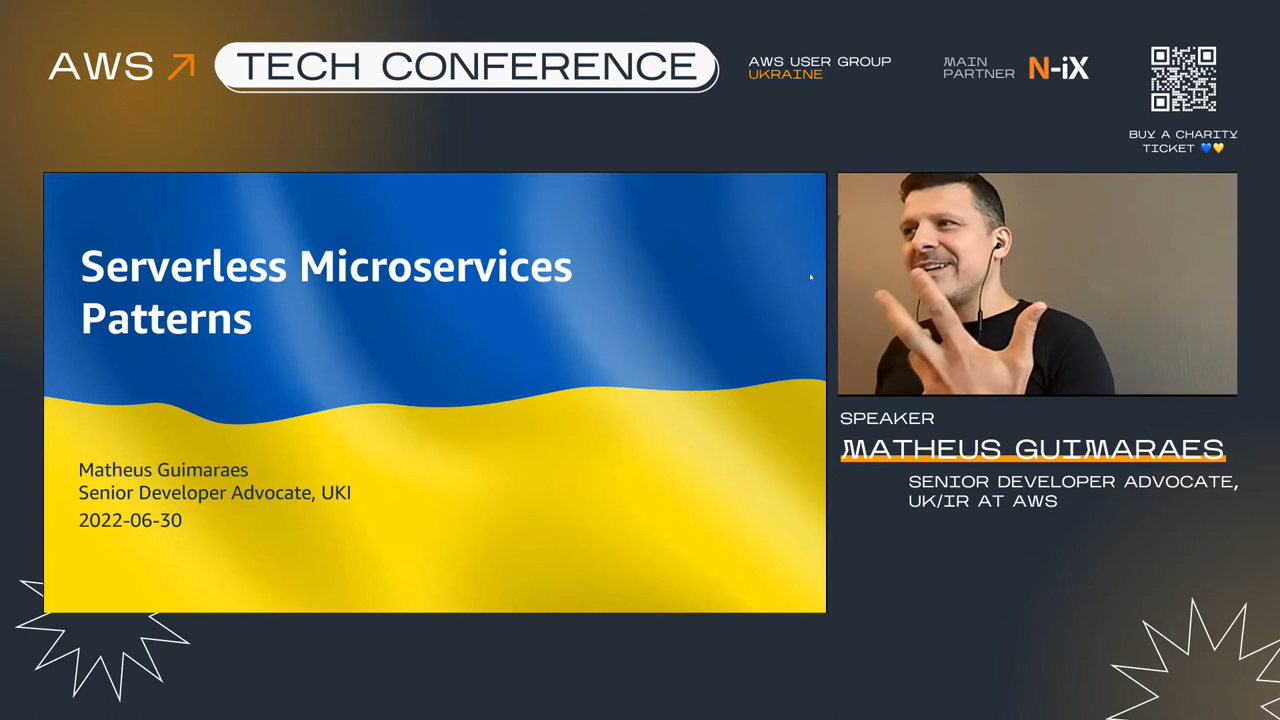 AWS ↗ TECH CONFERENCE
AWS USER GROUP
UKRAINE
MAIN
PARTNER
N-iX
BUY A CHARITY
TICKET 💙💛
Serverless Microservices
Patterns
Matheus Guimaraes
Senior Developer Advocate, UKI
2022-06-30
SPEAKER
MATHEUS GUIMARAES
SENIOR DEVELOPER ADVOCATE,
UK/IR AT AWS